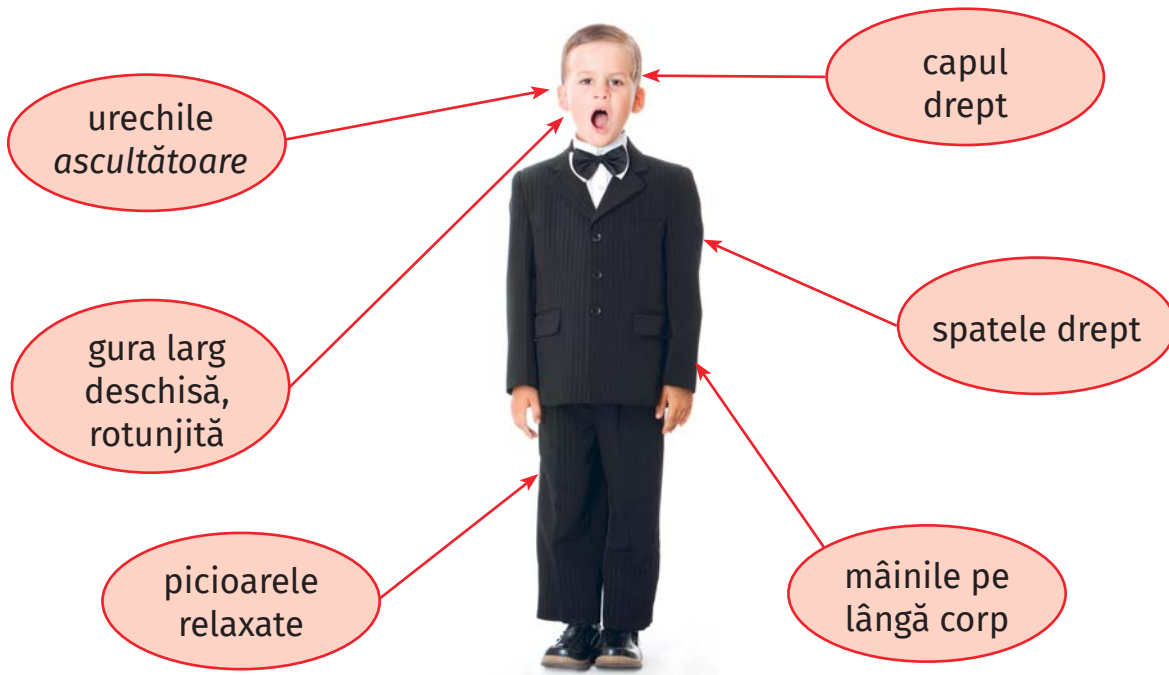 urechile
ascultătoare
capul
drept
gura larg
deschisă,
rotunjită
spatele drept
picioarele
relaxate
mâinile pe
lângă corp